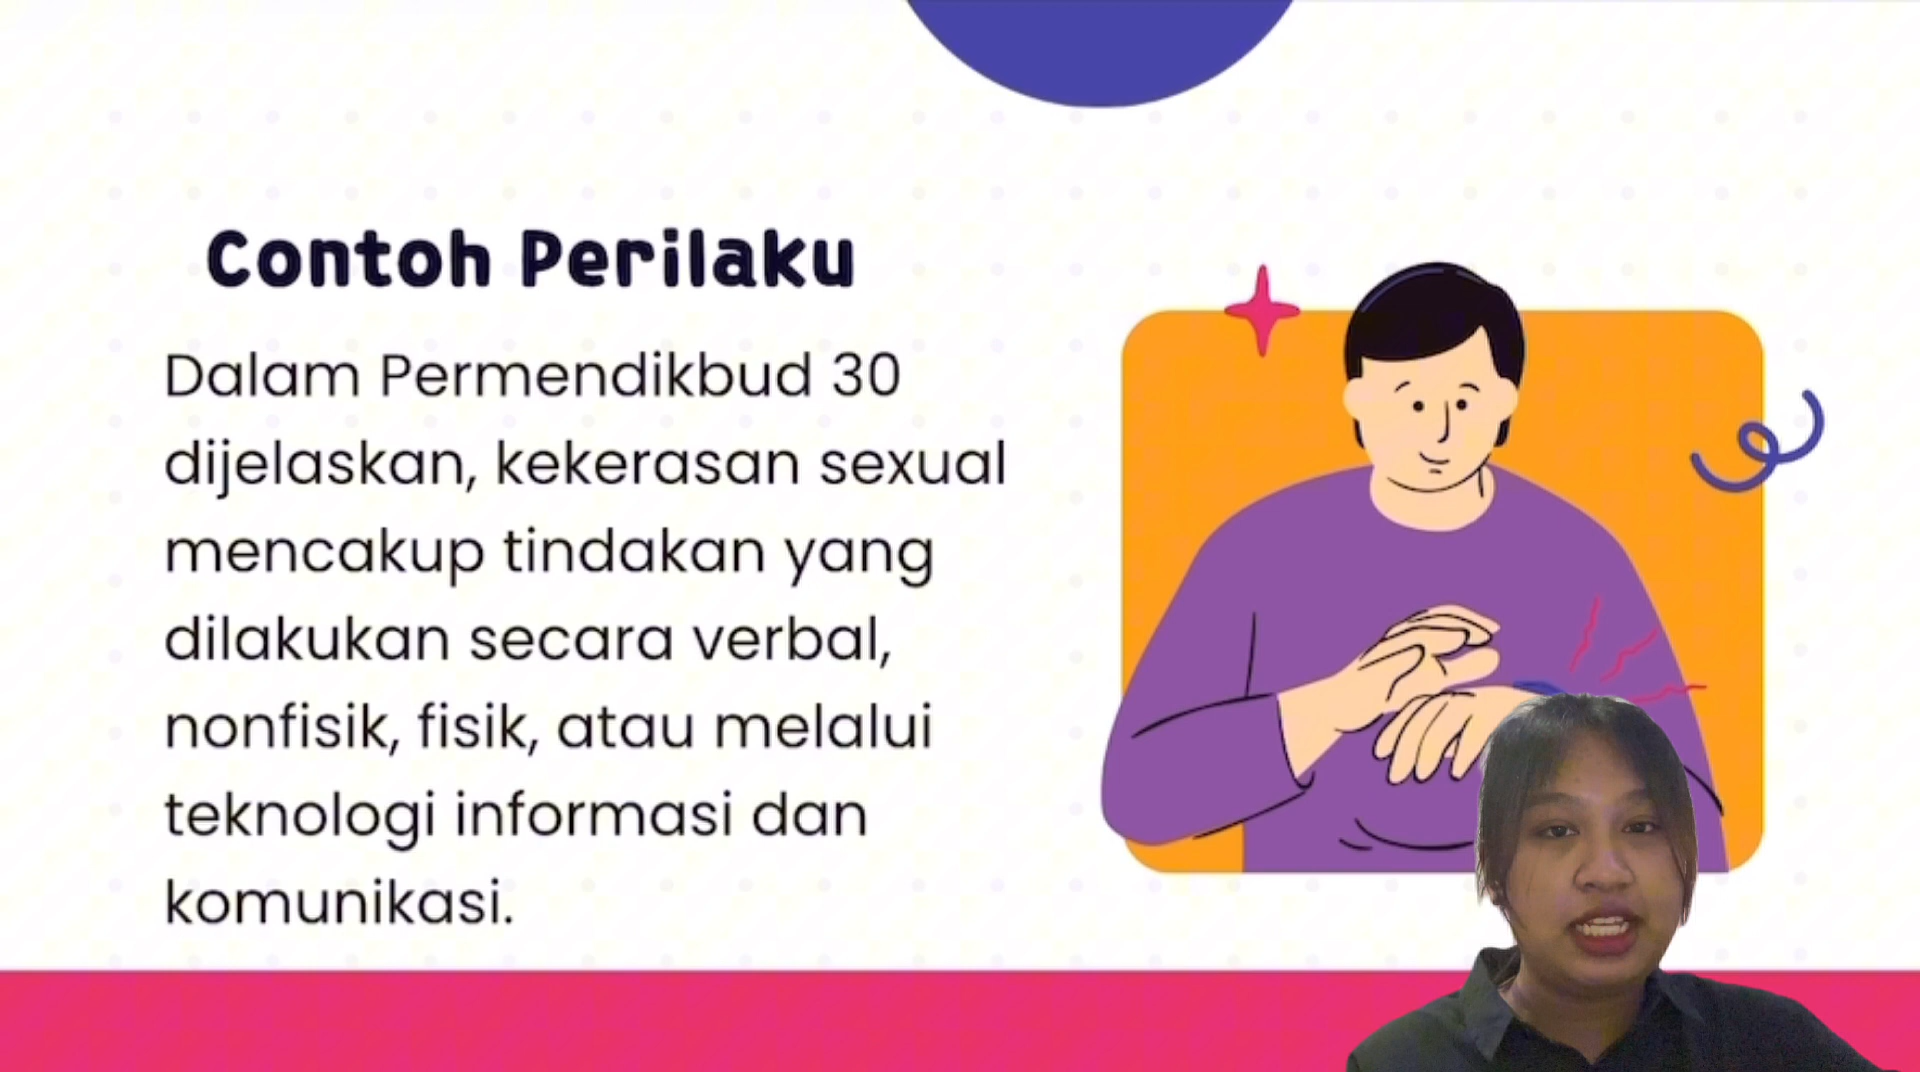 Contoh Perilaku
Dalam Permendikbud 30
dijelaskan, kekerasan sexual
mencakup tindakan yang
dilakukan secara verbal,
nonfisik, fisik, atau melalui
teknologi informasi dan
komunikasi.